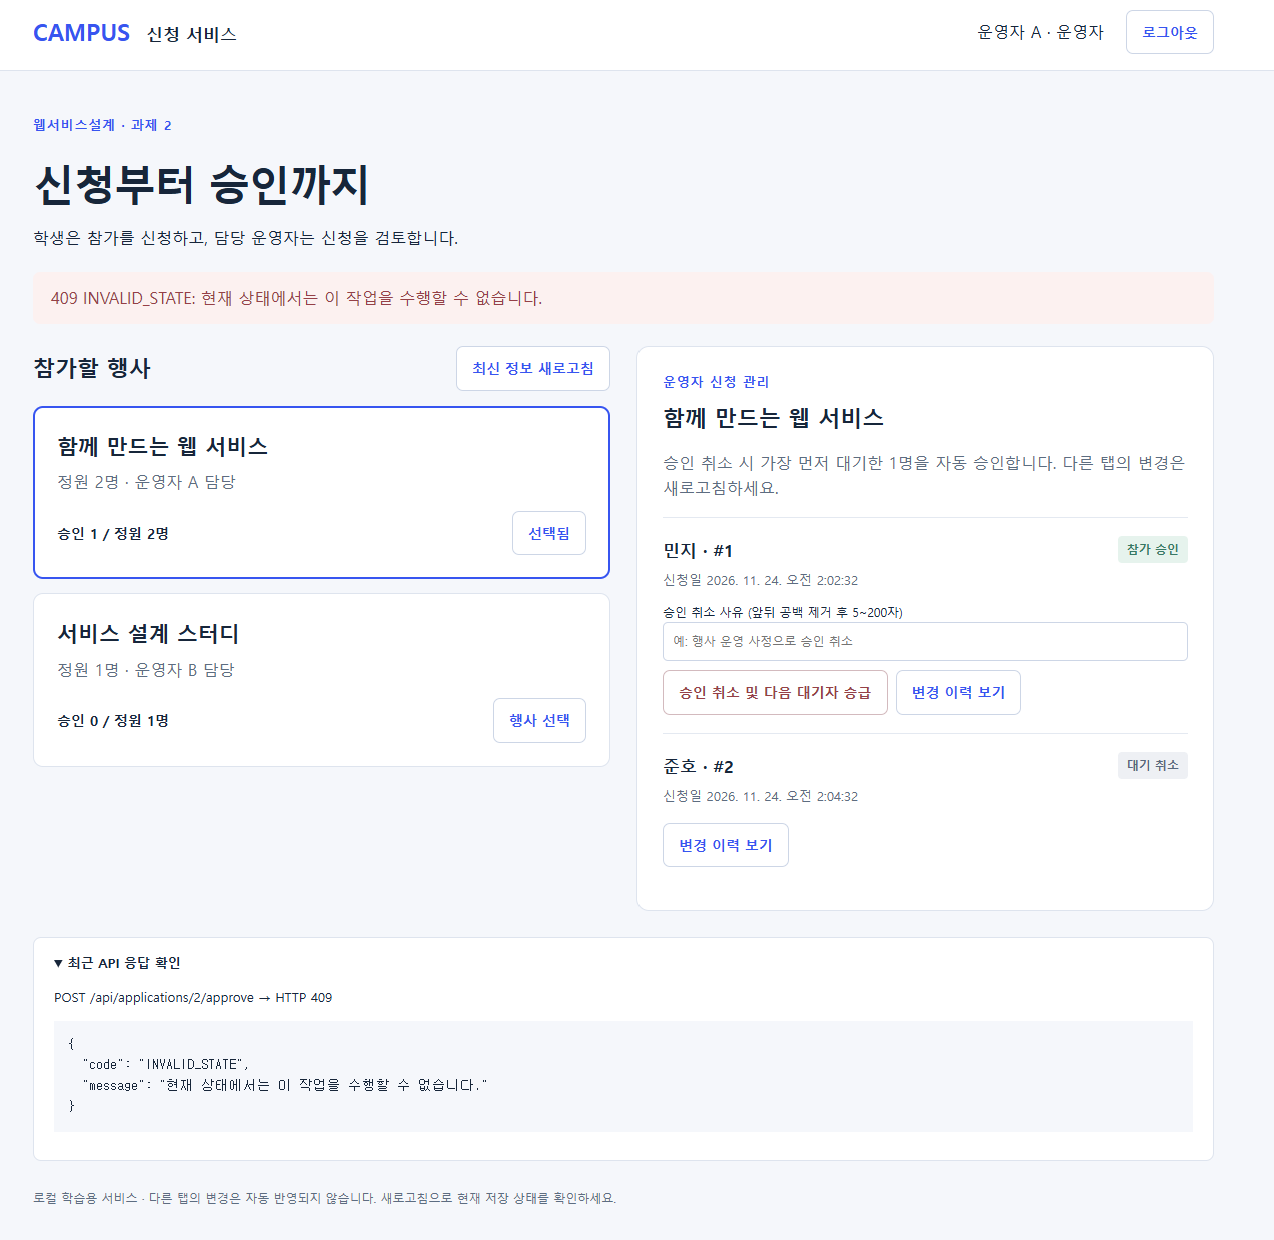 CAMPUS 신청 서비스
운영자 A · 운영자
로그아웃
웹서비스설계 · 과제 2
신청부터 승인까지
학생은 참가를 신청하고, 담당 운영자는 신청을 검토합니다.
409 INVALID_STATE: 현재 상태에서는 이 작업을 수행할 수 없습니다.
참가할 행사
최신 정보 새로고침
함께 만드는 웹 서비스
정원 2명 · 운영자 A 담당
승인 1 / 정원 2명
선택됨
서비스 설계 스터디
정원 1명 · 운영자 B 담당
승인 0 / 정원 1명
행사 선택
운영자 신청 관리
함께 만드는 웹 서비스
승인 취소 시 가장 먼저 대기한 1명을 자동 승인합니다. 다른 탭의 변경은
새로고침하세요.
민지 · #1
참가 승인
신청일 2026. 11. 24. 오전 2:02:32
승인 취소 사유 (앞뒤 공백 제거 후 5~200자)
예: 행사 운영 사정으로 승인 취소
승인 취소 및 다음 대기자 승급
변경 이력 보기
준호 · #2
대기 취소
신청일 2026. 11. 24. 오전 2:04:32
변경 이력 보기
▼ 최근 API 응답 확인
POST /api/applications/2/approve → HTTP 409
{
"code": "INVALID_STATE",
"message": "현재 상태에서는 이 작업을 수행할 수 없습니다."
}
로컬 학습용 서비스 · 다른 탭의 변경은 자동 반영되지 않습니다. 새로고침으로 현재 저장 상태를 확인하세요.